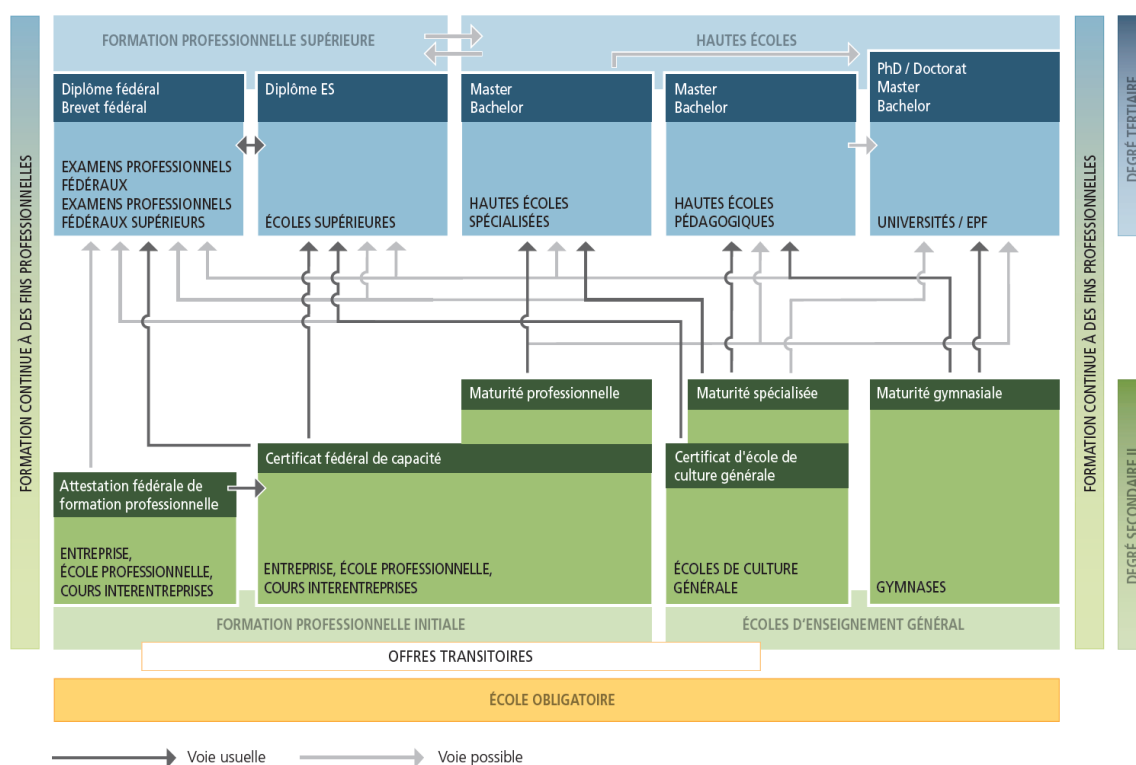 FORMATION CONTINUE À DES FINS PROFESSIONNELLES
FORMATION PROFESSIONNELLE SUPÉRIEURE
HAUTES ÉCOLES
Diplôme fédéral
Brevet fédéral
EXAMENS PROFESSIONNELS
FÉDÉRAUX
EXAMENS PROFESSIONNELS
FÉDÉRAUX SUPÉRIEURS
Diplôme ES
ÉCOLES SUPÉRIEURES
Master
Bachelor
HAUTES ÉCOLES
SPÉCIALISÉES
Master
Bachelor
HAUTES ÉCOLES
PÉDAGOGIQUES
PhD / Doctorat
Master
Bachelor
UNIVERSITÉS / EPF
FORMATION CONTINUE À DES FINS PROFESSIONNELLES
DEGRÉ TERTIAIRE
Attestation fédérale de
formation professionnelle
ENTREPRISE,
ÉCOLE PROFESSIONNELLE,
COURS INTERENTREPRISES
Maturité professionnelle
Certificat fédéral de capacité
ENTREPRISE, ÉCOLE PROFESSIONNELLE,
COURS INTERENTREPRISES
Maturité spécialisée
Certificat d'école de
culture générale
ÉCOLES DE CULTURE
GÉNÉRALE
Maturité gymnasiale
GYMNASES
DEGRÉ SECONDAIRE II
FORMATION PROFESSIONNELLE INITIALE
ÉCOLES D'ENSEIGNEMENT GÉNÉRAL
OFFRES TRANSITOIRES
ÉCOLE OBLIGATOIRE
Voie usuelle
Voie possible